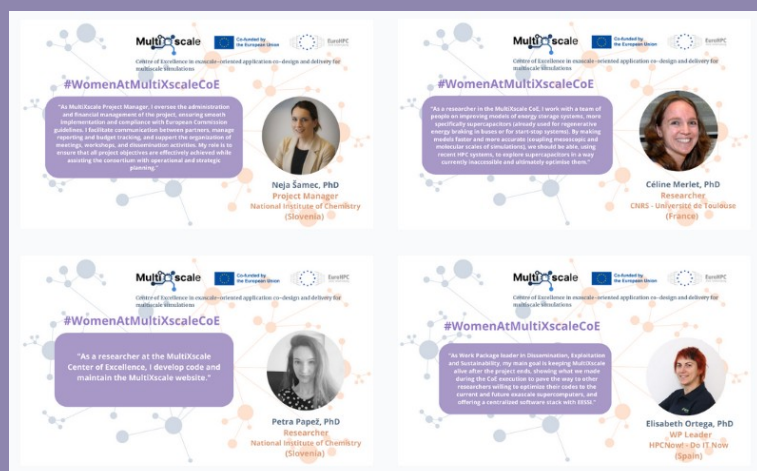 MultiXscale
Co-funded by
the European Union
EuroHPC
Centre of Excellence in exascale-oriented application co-design and delivery for
multiscale simulations
#WomenAtMultiXscaleCoE
"As MultiXscale Project Manager, I oversee the administration
and financial management of the project, ensuring smooth
implementation and compliance with European Commission
guidelines. I facilitate communication between partners, manage
reporting and budget tracking, and support the organisation of
meetings, workshops, and dissemination activities. My role is to
ensure that all project objectives are effectively achieved while
assisting the consortium with operational and strategic
planning."
Neja Šamec, PhD
Project Manager
National Institute of Chemistry
(Slovenia)
MultiXscale
Co-funded by
the European Union
EuroHPC
Centre of Excellence in exascale-oriented application co-design and delivery for
multiscale simulations
#WomenAtMultiXscaleCoE
"As a researcher in the MultiXscale CoE, I work with a team of
people on improving models of energy storage systems, more
specifically supercapacitors (already used for regenerative
energy braking in buses or for start-stop systems). By making
models faster and more accurate (coupling mesoscopic and
molecular scales of simulations), we should be able, using
recent HPC systems, to explore supercapacitors in a way
currently inaccessible and ultimately optimise them."
Céline Merlet, PhD
Researcher
CNRS - Université de Toulouse
(France)
MultiXscale
Co-funded by
the European Union
EuroHPC
Centre of Excellence in exascale-oriented application co-design and delivery for
multiscale simulations
#WomenAtMultiXscaleCoE
"As a researcher at the MultiXscale
Center of Excellence, I develop code and
maintain the MultiXscale website."
Petra Papež, PhD
Researcher
National Institute of Chemistry
(Slovenia)
MultiXscale
Co-funded by
the European Union
EuroHPC
Centre of Excellence in exascale-oriented application co-design and delivery for
multiscale simulations
#WomenAtMultiXscaleCoE
"As Work Package leader in Dissemination, Exploitation
and Sustainability, my main goal is keeping MultiXscale
alive after the project ends, showing what we made
during the CoE execution to pave the way to other
researchers willing to optimise their codes to the
current and future exascale supercomputers, and
offering a centralized software stack with EESSI."
Elisabeth Ortega, PhD
WP Leader
HPCNow! - Do IT Now
(Spain)